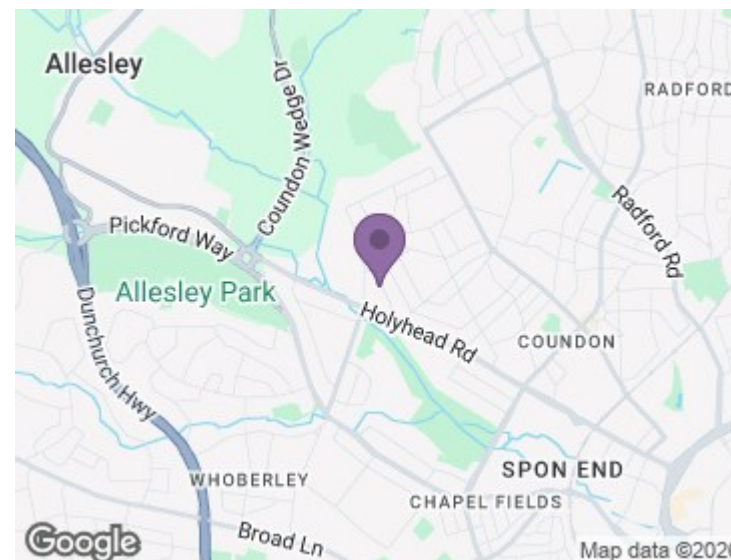 Allesley
Coundon Wedge Dr
RADFORD
Radford Rd
Pickford Way
Allesley Park
Dunchurch Hwy
Holyhead Rd
COUNDON
WHOBERLEY
SPON END
CHAPEL FIELDS
Broad Ln
Google
Map data ©2026